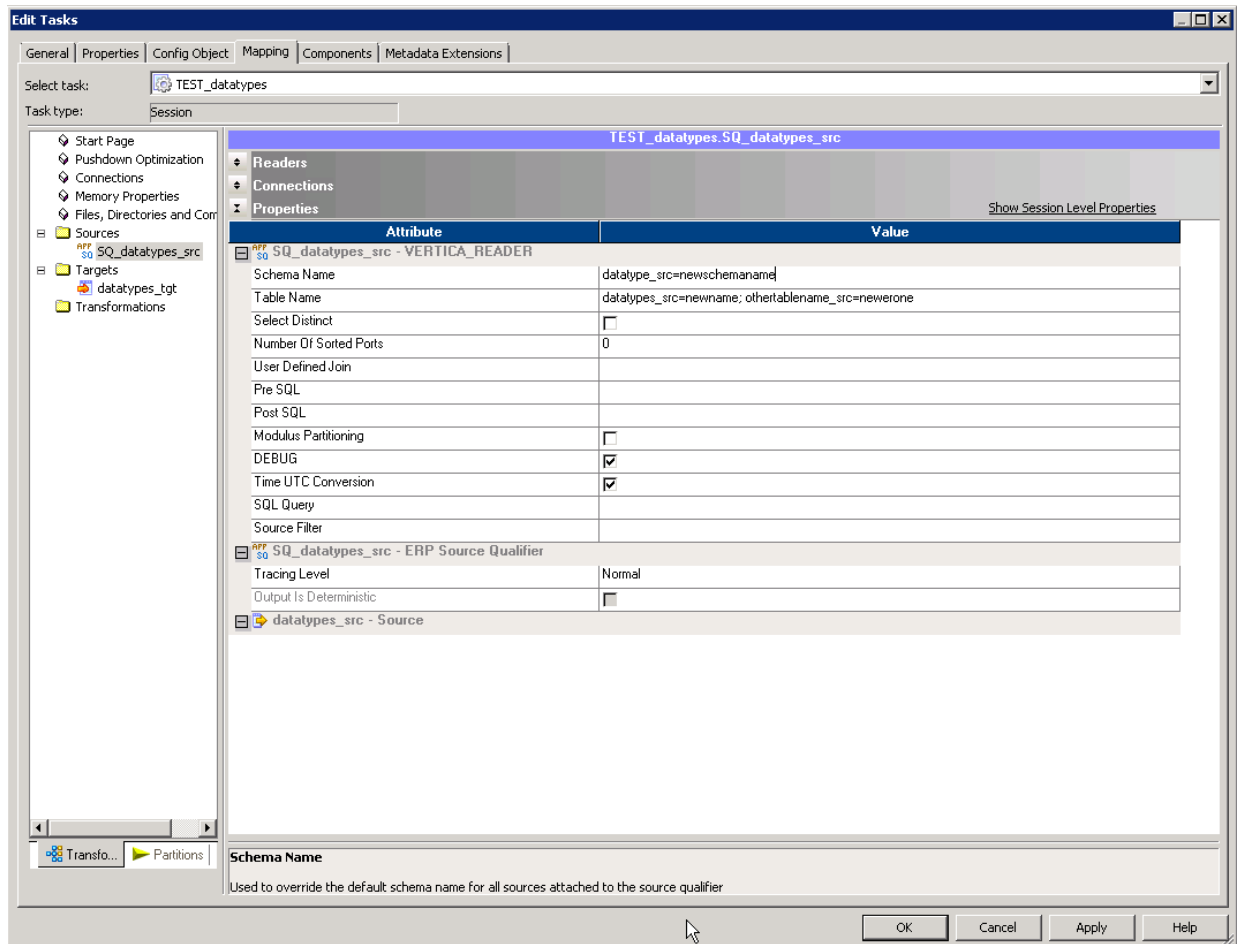 Edit Tasks
General Properties Config Object Mapping Components Metadata Extensions
Select task: TEST_datatypes
Task type: Session
Start Page
Pushdown Optimization
Connections
Memory Properties
Files, Directories and Com
Sources
APP SQ SQ_datatypes_src
Targets
datatypes_tgt
Transformations
Transfo... Partitions
TEST_datatypes.SQ_datatypes_src
Readers
Connections
Properties Show Session Level Properties
Attribute Value
APP SQ SQ_datatypes_src - VERTICA_READER
Schema Name datatype_src=newschemaname
Table Name datatypes_src=newname; othertablename_src=newerone
Select Distinct
Number Of Sorted Ports 0
User Defined Join
Pre SQL
Post SQL
Modulus Partitioning
DEBUG
Time UTC Conversion
SQL Query
Source Filter
APP SQ SQ_datatypes_src - ERP Source Qualifier
Tracing Level Normal
Output Is Deterministic
datatypes_src - Source
Schema Name
Used to override the default schema name for all sources attached to the source qualifier
OK Cancel Apply Help